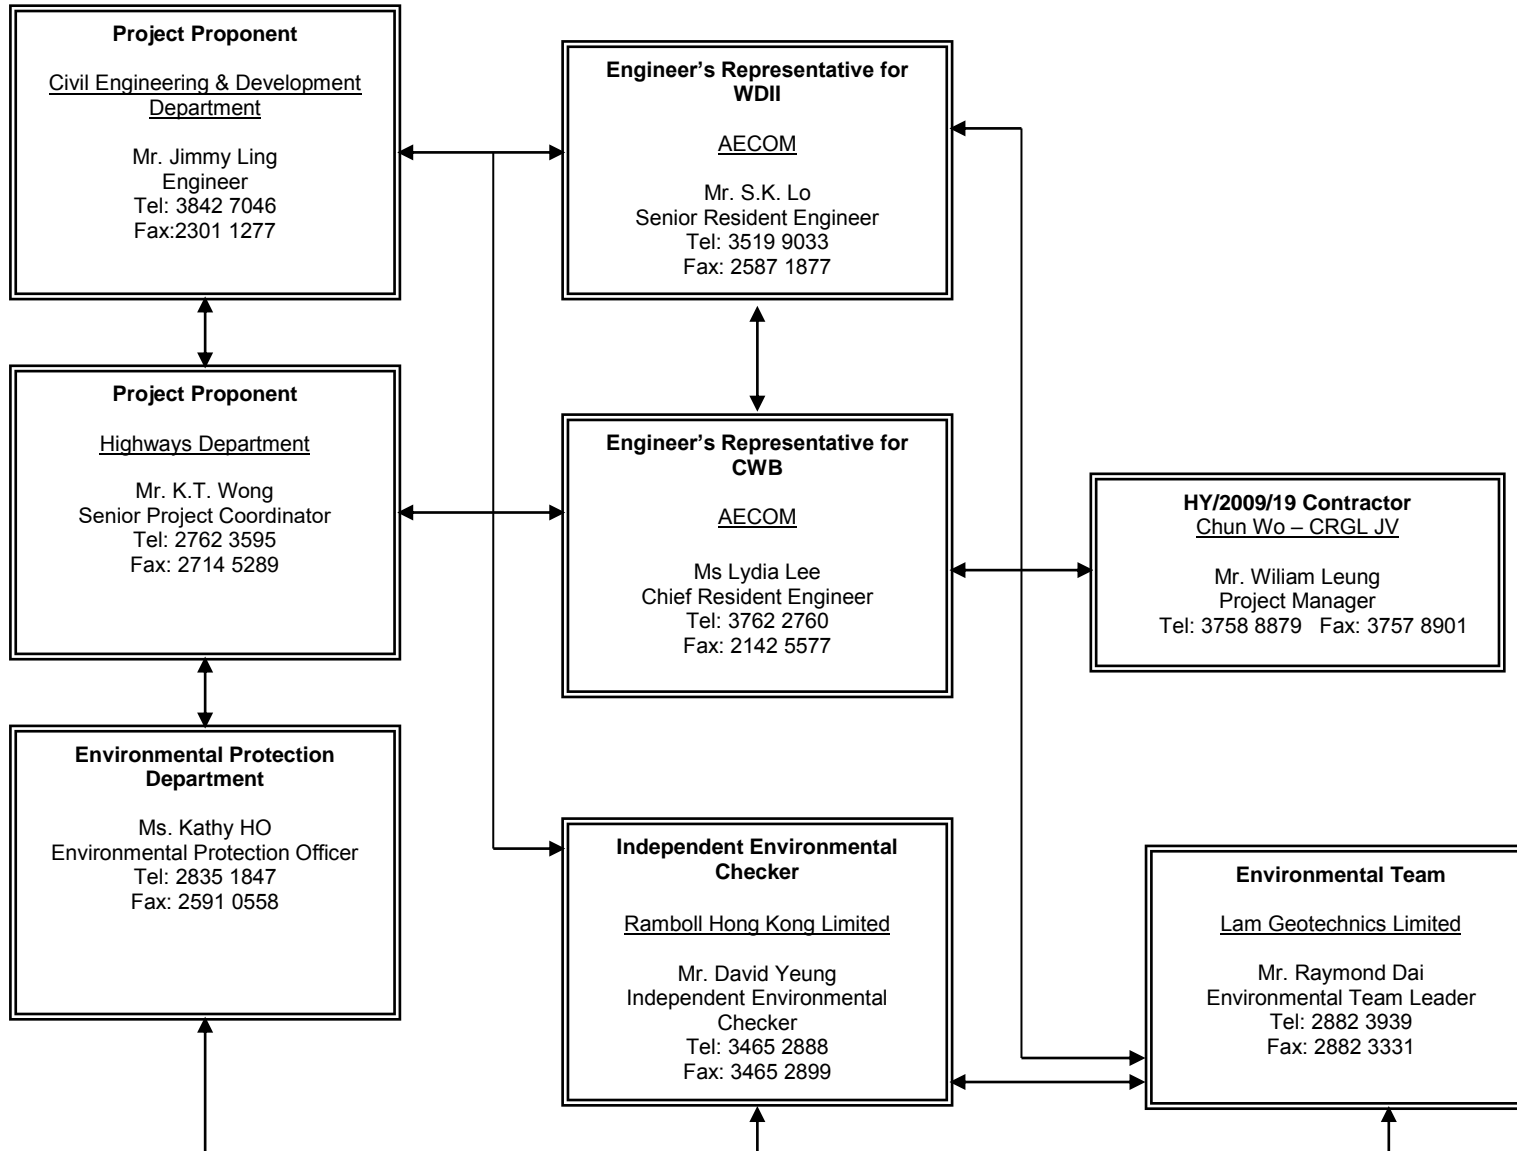 Project Proponent
Civil Engineering & Development
Department
Mr. Jimmy Ling
Engineer
Tel: 3842 7046
Fax:2301 1277
Engineer’s Representative for
WDII
AECOM
Mr. S.K. Lo
Senior Resident Engineer
Tel: 3519 9033
Fax: 2587 1877
Project Proponent
Highways Department
Mr. K.T. Wong
Senior Project Coordinator
Tel: 2762 3595
Fax: 2714 5289
Engineer’s Representative for
CWB
AECOM
Ms Lydia Lee
Chief Resident Engineer
Tel: 3762 2760
Fax: 2142 5577
HY/2009/19 Contractor
Chun Wo – CRGL JV
Mr. Wiliam Leung
Project Manager
Tel: 3758 8879   Fax: 3757 8901
Environmental Protection
Department
Ms. Kathy HO
Environmental Protection Officer
Tel: 2835 1847
Fax: 2591 0558
Independent Environmental
Checker
Ramboll Hong Kong Limited
Mr. David Yeung
Independent Environmental
Checker
Tel: 3465 2888
Fax: 3465 2899
Environmental Team
Lam Geotechnics Limited
Mr. Raymond Dai
Environmental Team Leader
Tel: 2882 3939
Fax: 2882 3331